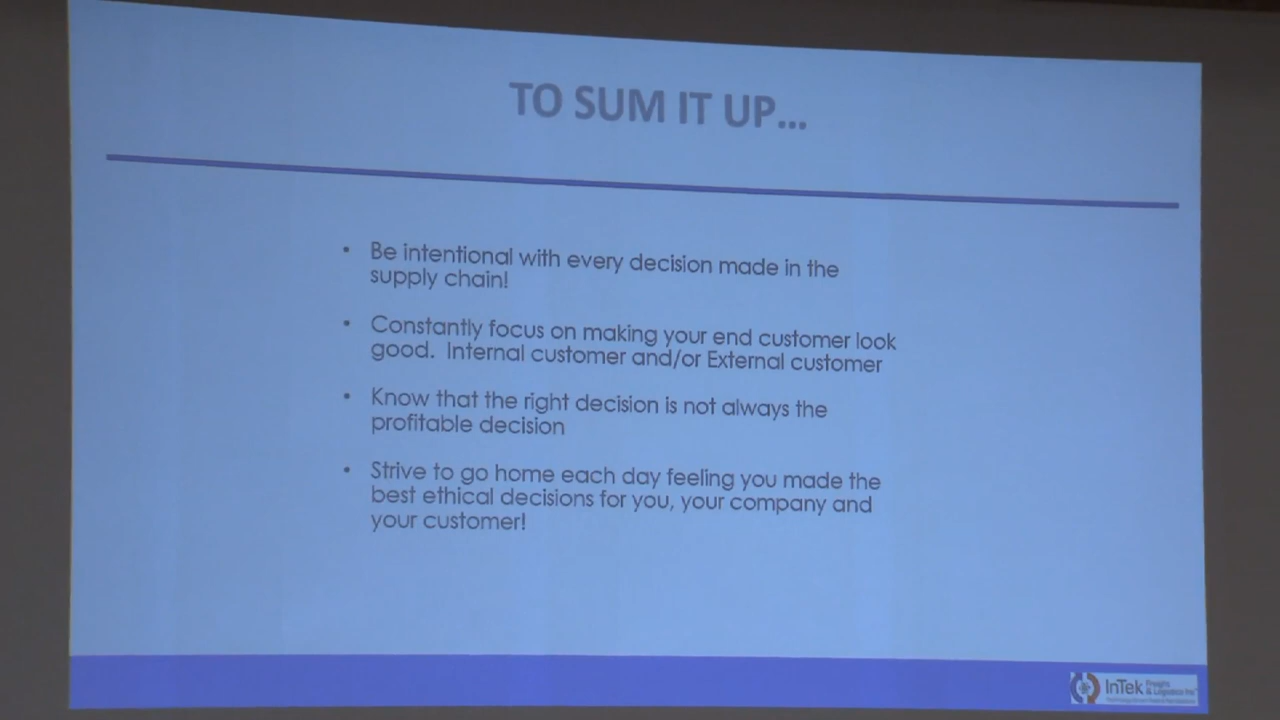 TO SUM IT UP...
• Be intentional with every decision made in the
supply chain!
• Constantly focus on making your end customer look
good. Internal customer and/or External customer
• Know that the right decision is not always the
profitable decision
• Strive to go home each day feeling you made the
best ethical decisions for you, your company and
your customer!
InTek Freight
& Logistics Inc